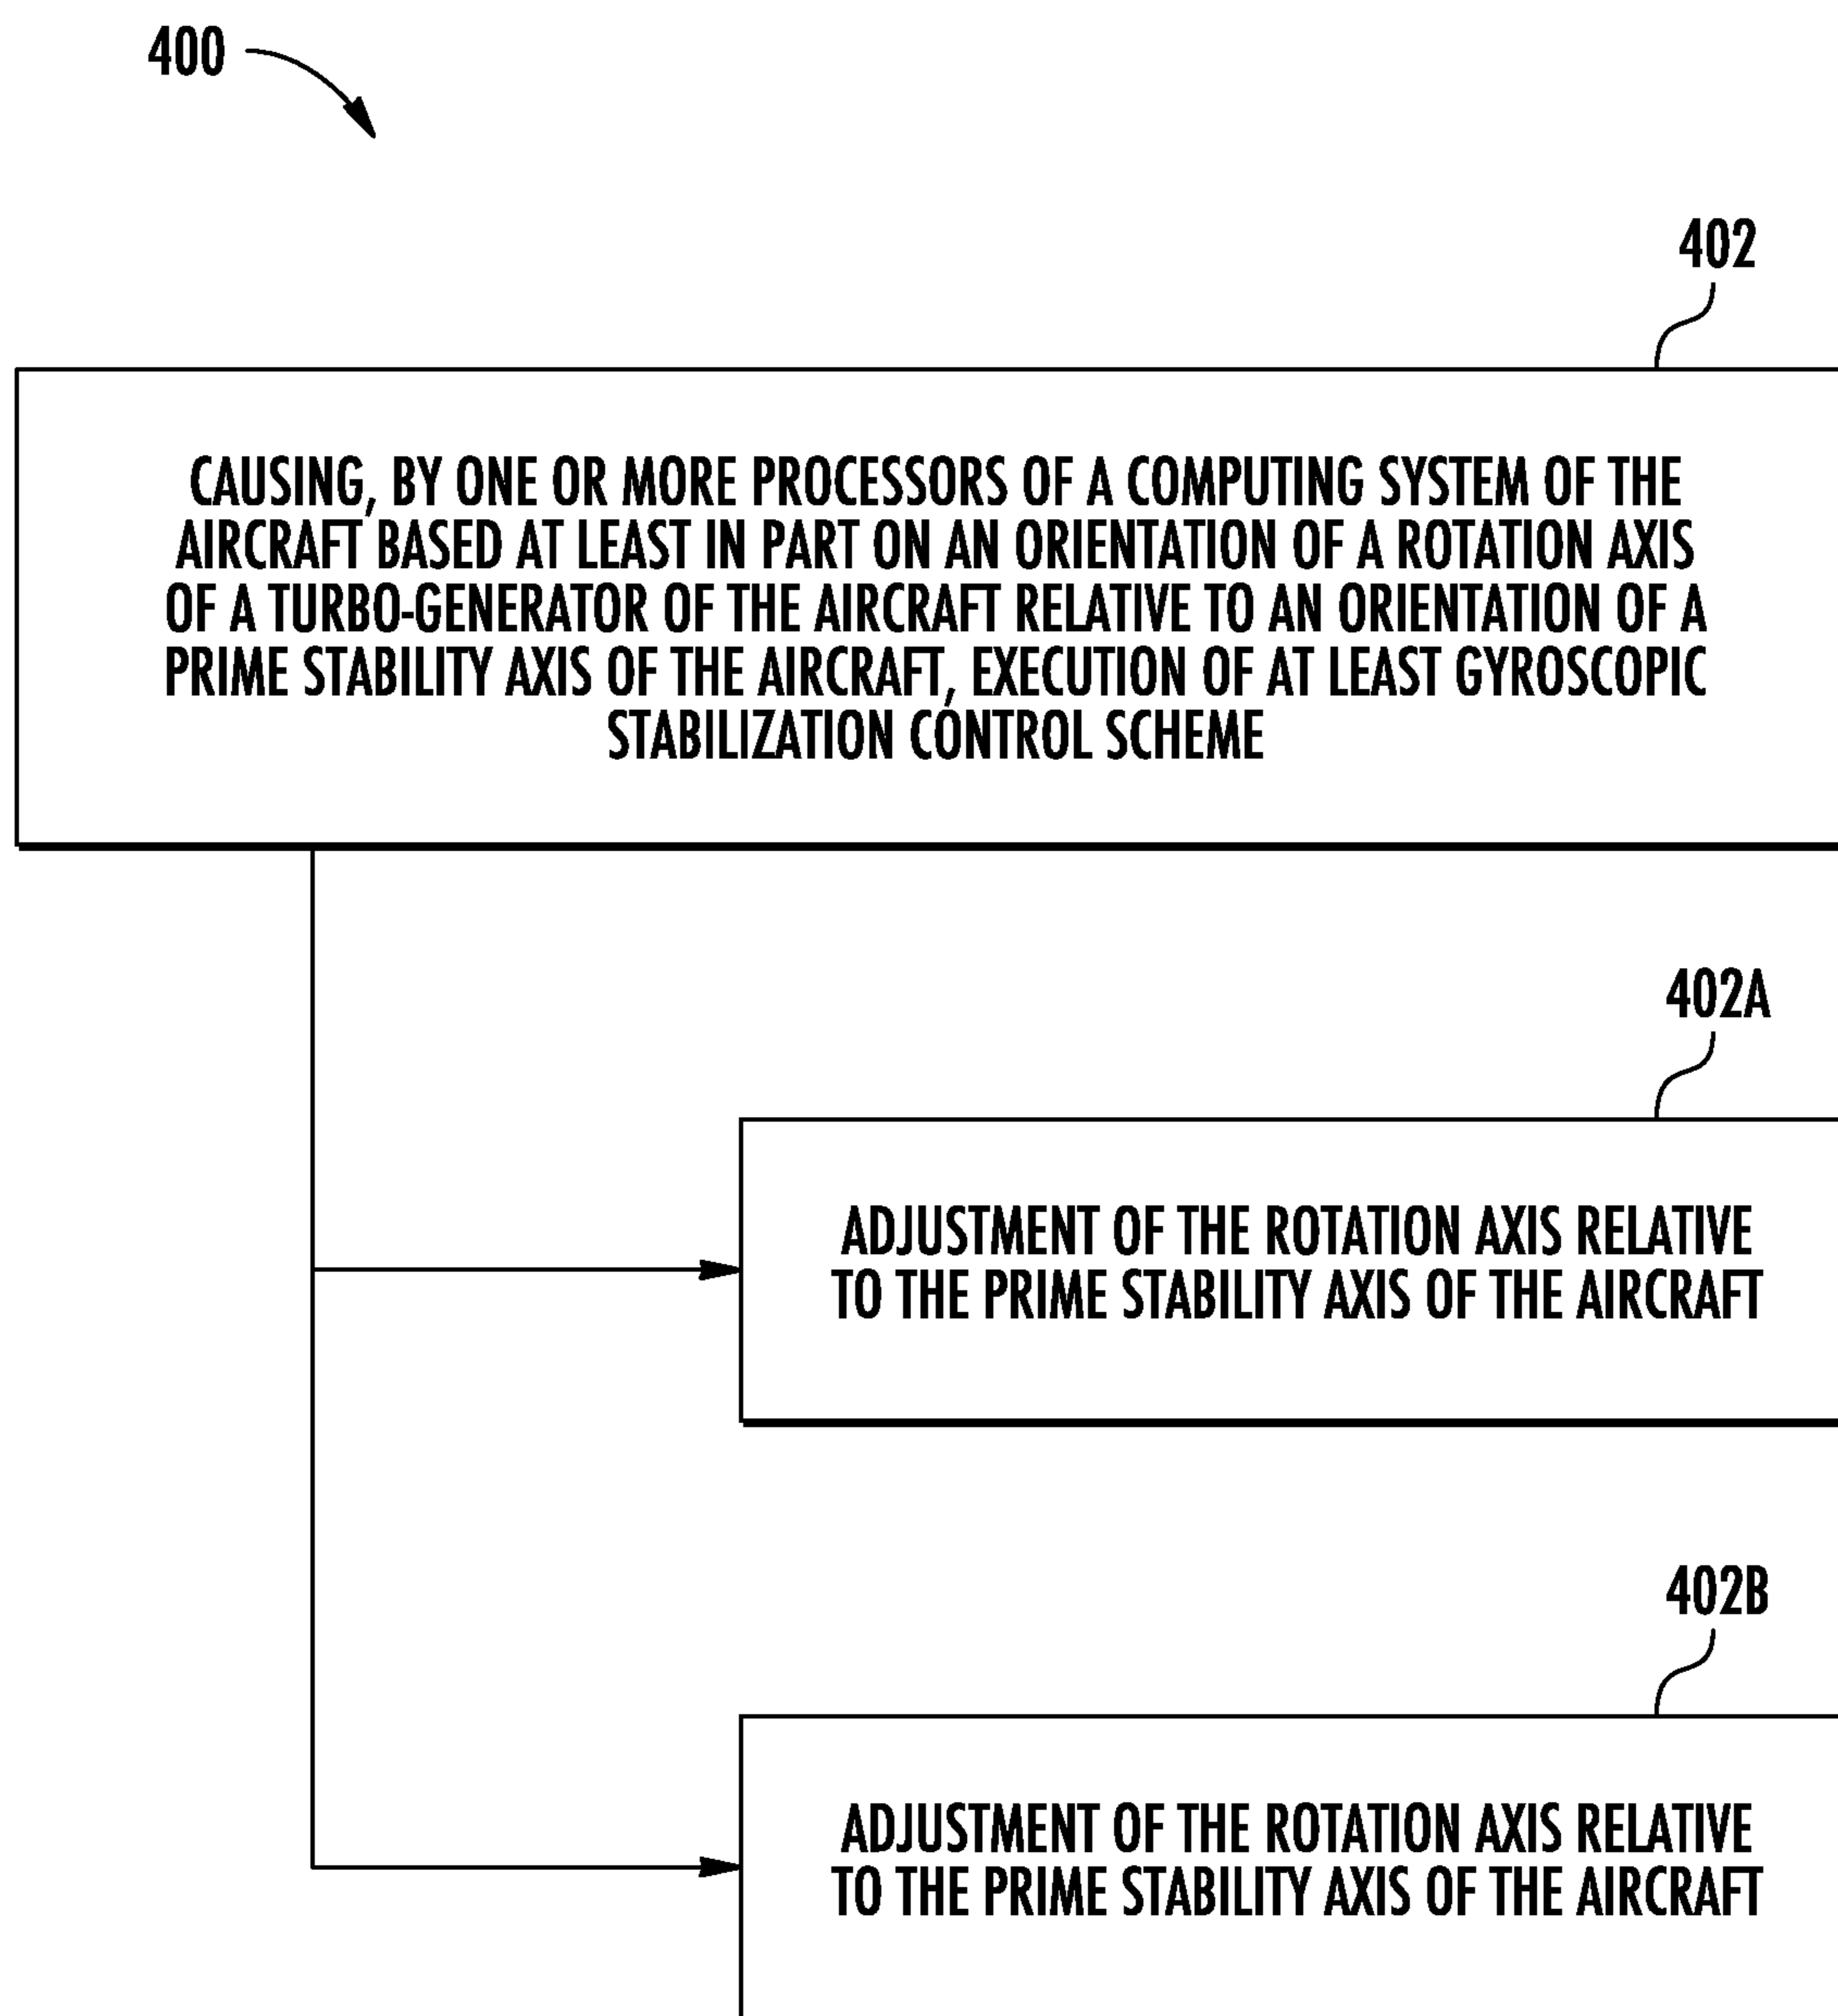 400
402
CAUSING, BY ONE OR MORE PROCESSORS OF A COMPUTING SYSTEM OF THE
AIRCRAFT BASED AT LEAST IN PART ON AN ORIENTATION OF A ROTATION AXIS
OF A TURBO-GENERATOR OF THE AIRCRAFT RELATIVE TO AN ORIENTATION OF A
PRIME STABILITY AXIS OF THE AIRCRAFT, EXECUTION OF AT LEAST GYROSCOPIC
STABILIZATION CONTROL SCHEME
402A
ADJUSTMENT OF THE ROTATION AXIS RELATIVE
TO THE PRIME STABILITY AXIS OF THE AIRCRAFT
402B
ADJUSTMENT OF THE ROTATION AXIS RELATIVE
TO THE PRIME STABILITY AXIS OF THE AIRCRAFT